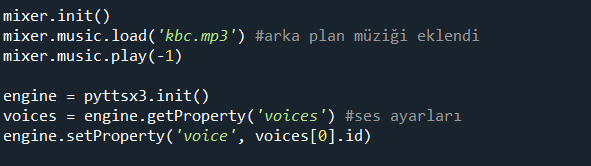 mixer.init()
mixer.music.load('kbc.mp3') #arka plan müziği eklendi
mixer.music.play(-1)
engine = pyttsx3.init()
voices = engine.getProperty('voices') #ses ayarları
engine.setProperty('voice', voices[0].id)